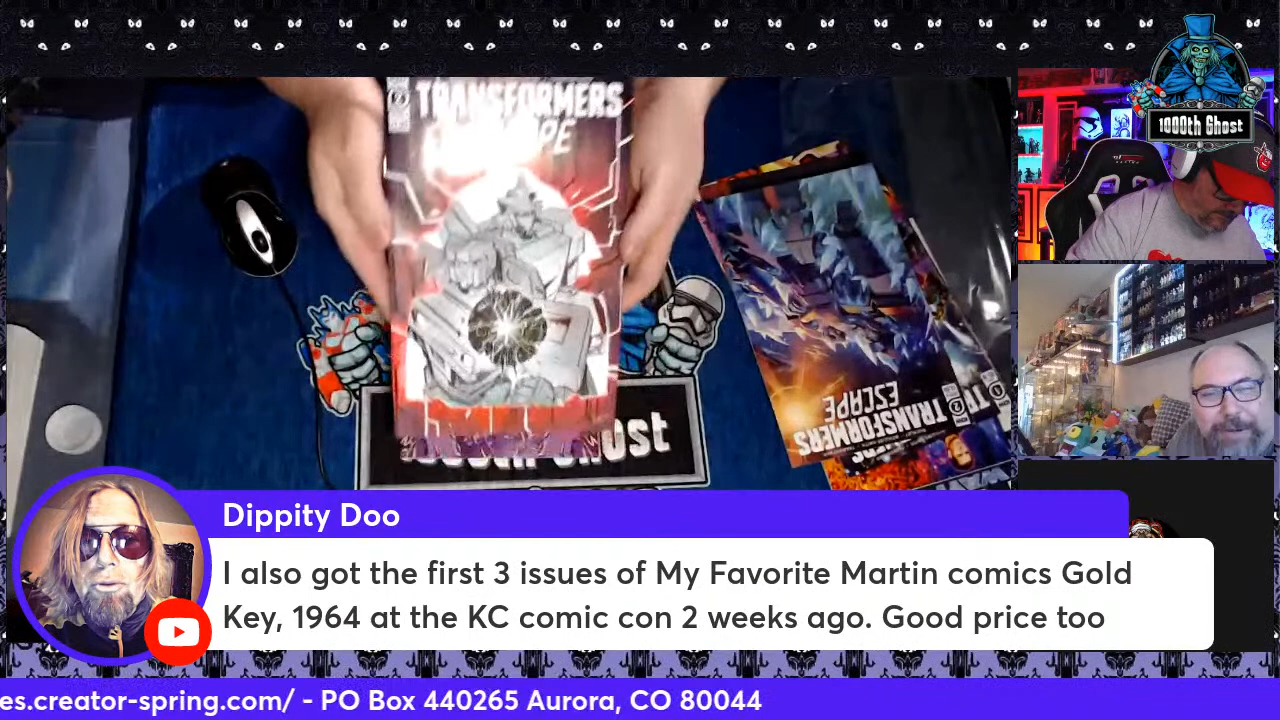 1000th Ghost
TRANSFORMERS
TRANSFORMERS
ESCAPE
Dippity Doo
I also got the first 3 issues of My Favorite Martin comics Gold
Key, 1964 at the KC comic con 2 weeks ago. Good price too
es.creator-spring.com/ - PO Box 440265 Aurora, CO 80044